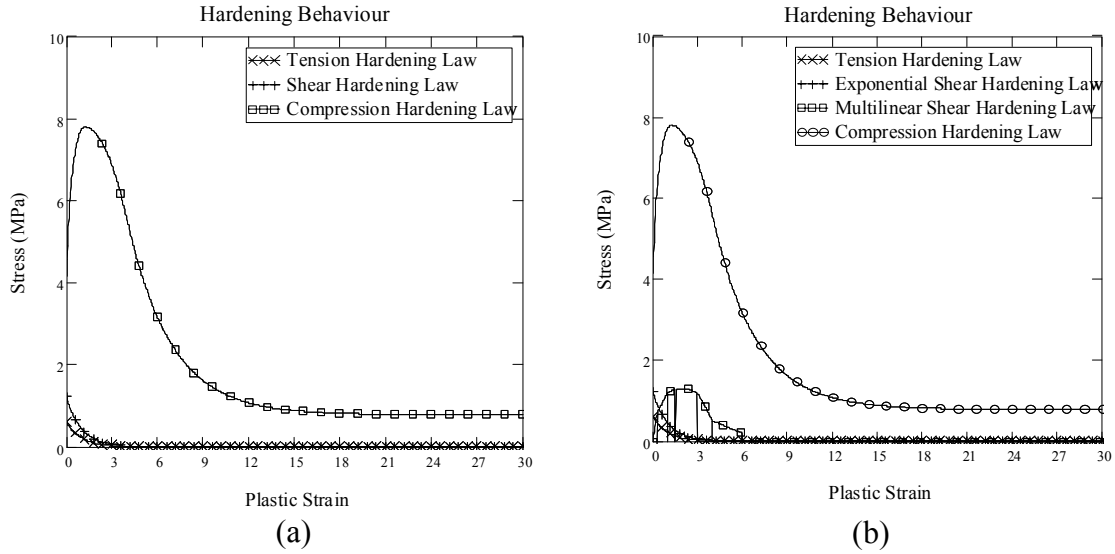 Hardening Behaviour
10
8
6
4
2
0
0 3 6 9 12 15 18 21 24 27 30
Stress (MPa)
Plastic Strain
Tension Hardening Law
Shear Hardening Law
Compression Hardening Law
(a)
Hardening Behaviour
10
8
6
4
2
0
0 3 6 9 12 15 18 21 24 27 30
Stress (MPa)
Plastic Strain
Tension Hardening Law
Exponential Shear Hardening Law
Multilinear Shear Hardening Law
Compression Hardening Law
(b)